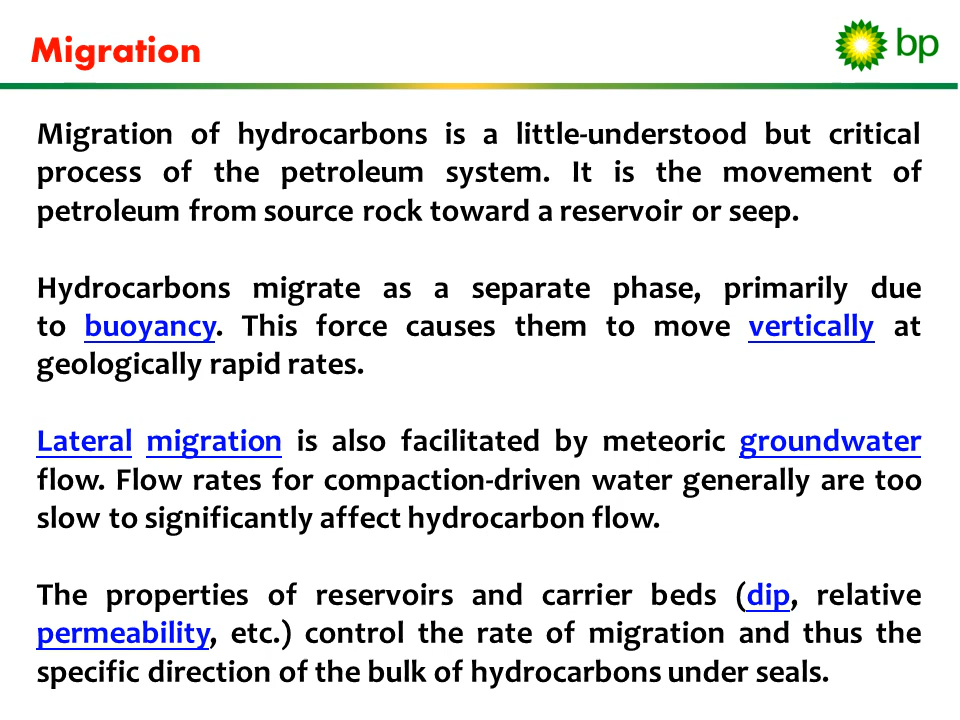 Migration
bp
Migration of hydrocarbons is a little-understood but critical
process of the petroleum system. It is the movement of
petroleum from source rock toward a reservoir or seep.
Hydrocarbons migrate as a separate phase, primarily due
to buoyancy. This force causes them to move vertically at
geologically rapid rates.
Lateral migration is also facilitated by meteoric groundwater
flow. Flow rates for compaction-driven water generally are too
slow to significantly affect hydrocarbon flow.
The properties of reservoirs and carrier beds (dip, relative
permeability, etc.) control the rate of migration and thus the
specific direction of the bulk of hydrocarbons under seals.